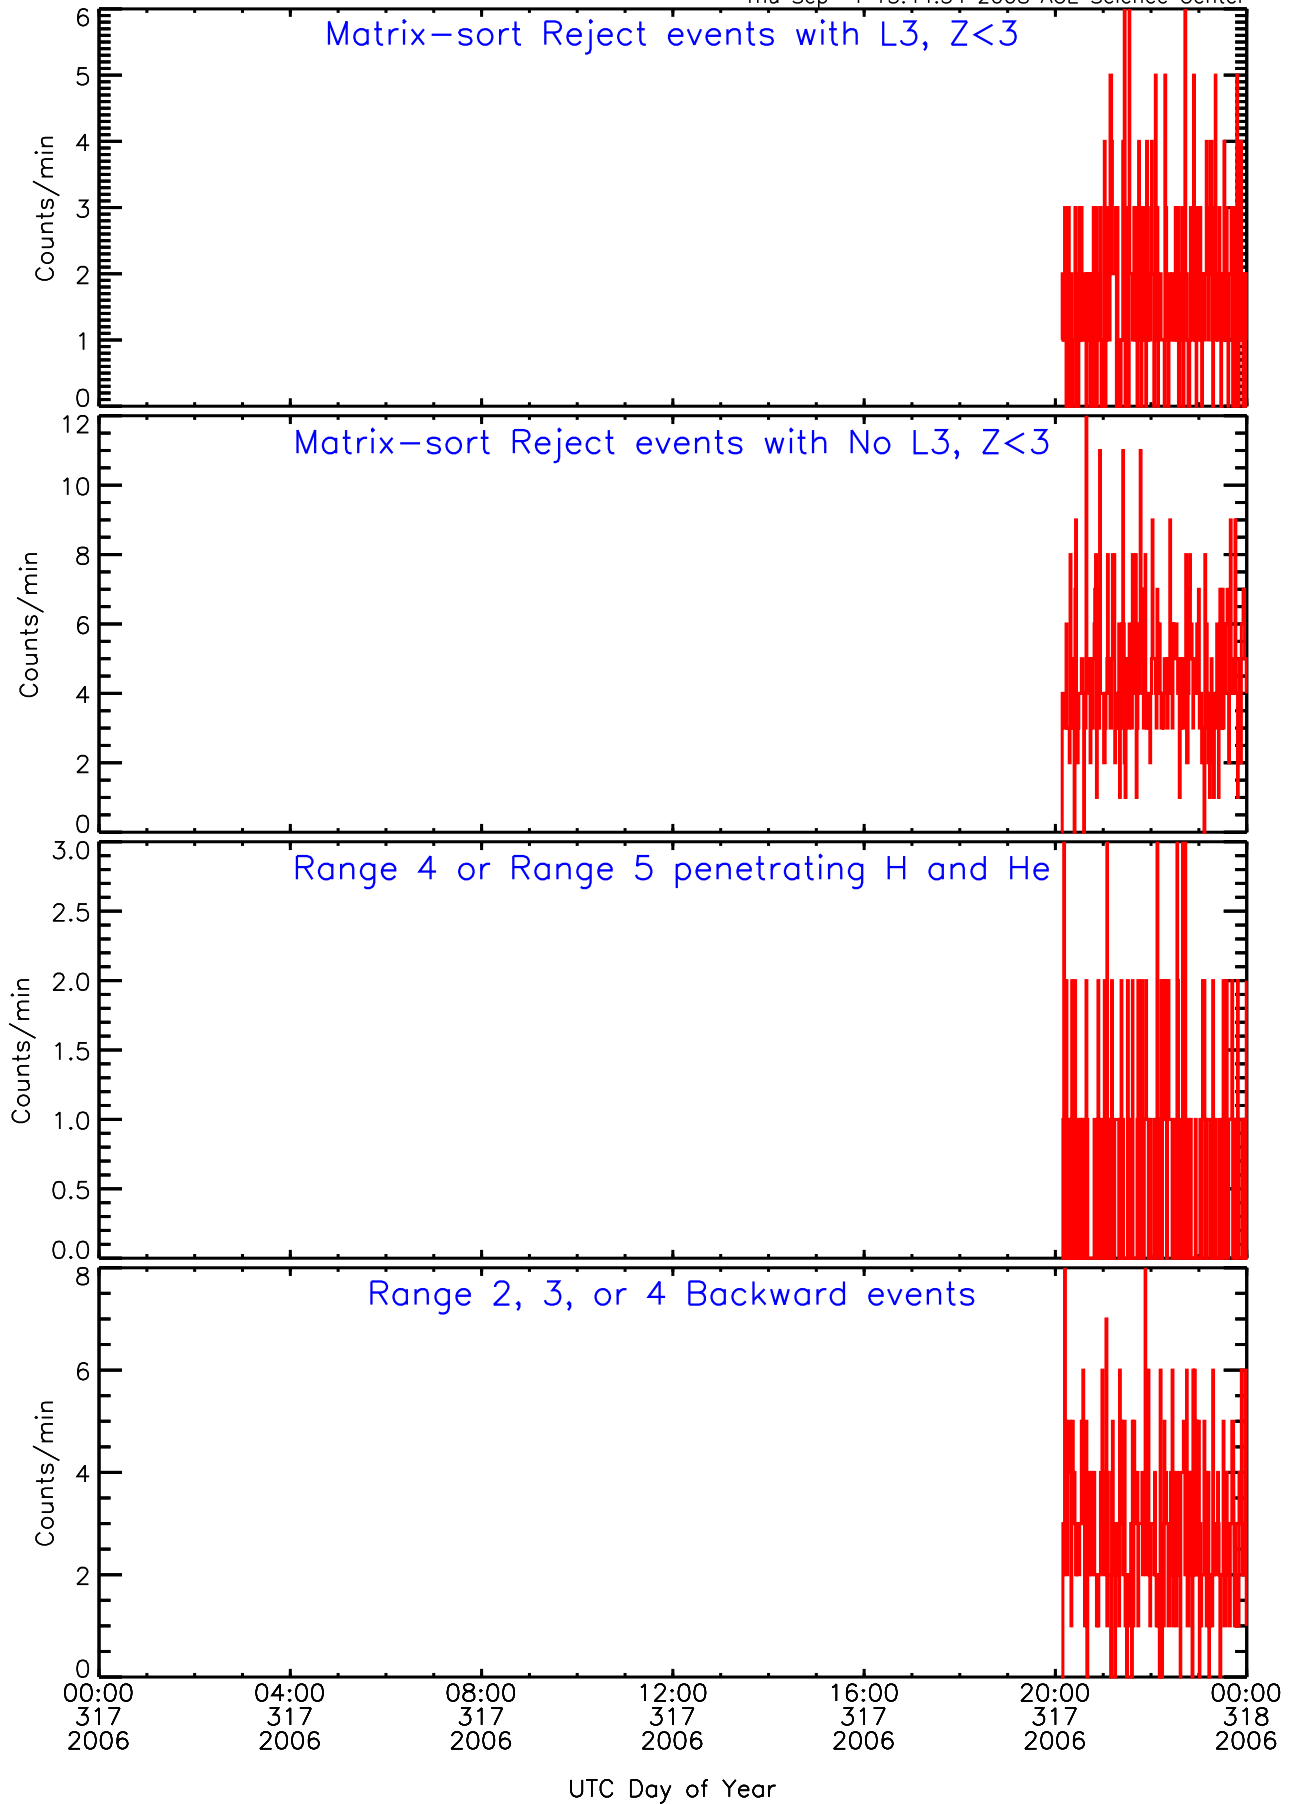 Matrix-sort Reject events with L3, Z<3
6
5
4
3
2
1
0
Counts/min
Matrix-sort Reject events with No L3, Z<3
12
10
8
6
4
2
0
Counts/min
Range 4 or Range 5 penetrating H and He
3.0
2.5
2.0
1.5
1.0
0.5
0.0
Counts/min
Range 2, 3, or 4 Backward events
8
6
4
2
0
Counts/min
00:00 04:00 08:00 12:00 16:00 20:00 00:00
317 317 317 317 317 317 318
2006 2006 2006 2006 2006 2006 2006
UTC Day of Year